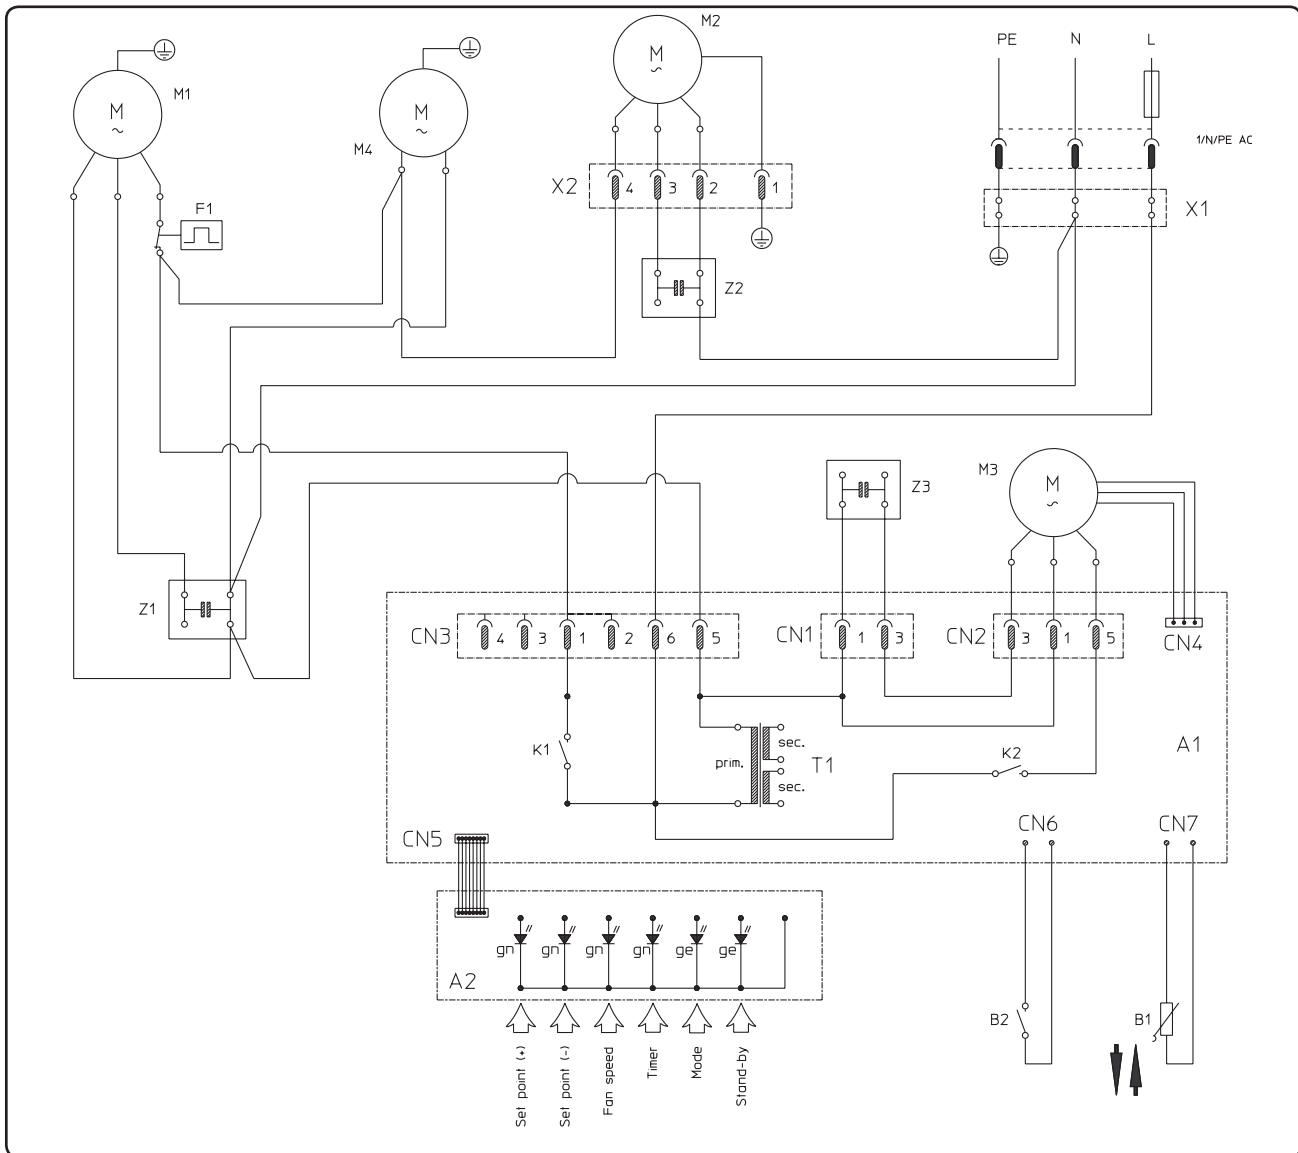 M2
PE N L
M1
M
~
M
~
M
~
M4
1/N/PE AC
X2
4 3 2 1
X1
F1
Z2
Z3
M3
M
~
Z1
CN3
4 3 1 2 6 5
CN1
1 3
CN2
3 1 5
CN4
K1
prim.
sec.
sec.
T1
K2
A1
CN5
CN6
CN7
gn gn gn gn ge ge
A2
B2
B1
Set point (+)
Set point (-)
Fan speed
Timer
Mode
Stand-by